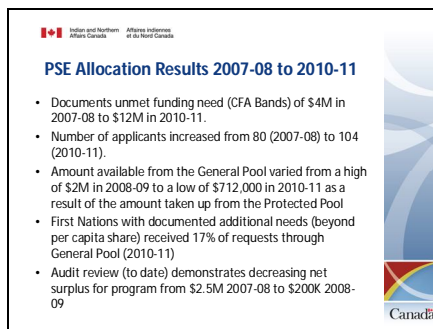 Indian and Northern Affaires indiennes
Affairs Canada et du Nord Canada
PSE Allocation Results 2007-08 to 2010-11
• Documents unmet funding need (CFA Bands) of $4M in
2007-08 to $12M in 2010-11.
• Number of applicants increased from 80 (2007-08) to 104
(2010-11).
• Amount available from the General Pool varied from a high
of $2M in 2008-09 to a low of $712,000 in 2010-11 as a
result of the amount taken up from the Protected Pool
• First Nations with documented additional needs (beyond
per capita share) received 17% of requests through
General Pool (2010-11)
• Audit review (to date) demonstrates decreasing net
surplus for program from $2.5M 2007-08 to $200K 2008-
09
Canada